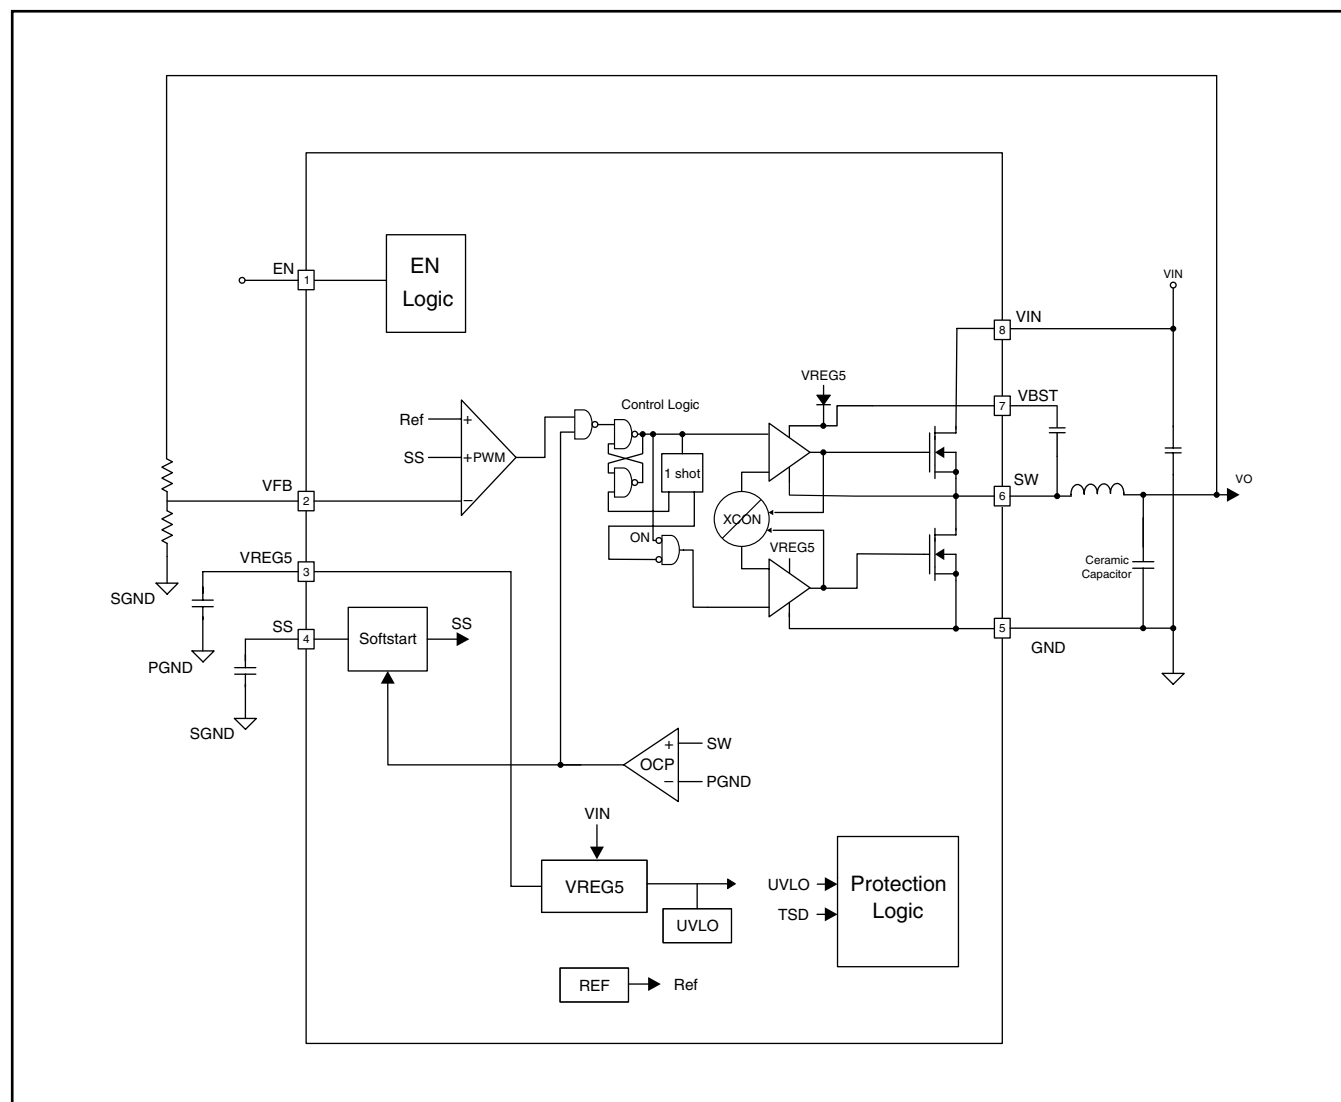 EN
1
EN
Logic
VIN
VIN
8
VREG5
VBST
7
Control Logic
Ref
+
SS
+
PWM
−
1 shot
SW
6
VO
VFB
2
XCON
ON
VREG5
Ceramic
Capacitor
VREG5
3
SGND
SS
4
Softstart
SS
5
GND
PGND
SGND
+
OCP
−
SW
PGND
VIN
VREG5
UVLO
UVLO
TSD
Protection
Logic
REF
Ref